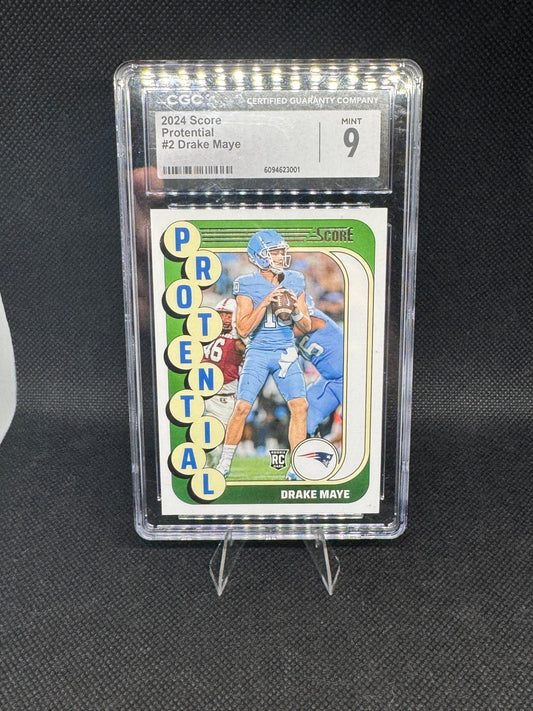 CGC CERTIFIED GUARANTY COMPANY
2024 Score
Protential
#2 Drake Maye
MINT
9
6094623001
SCORE
PROTENTIAL
RC
DRAKE MAYE